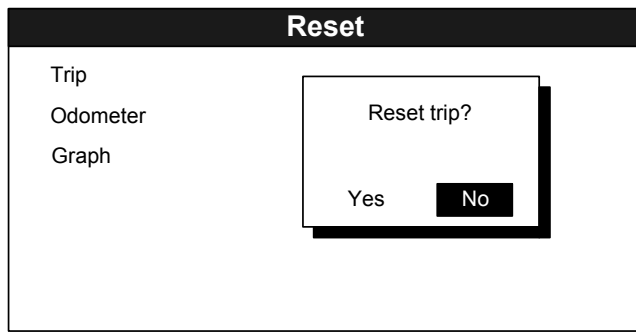 Reset
Trip
Odometer
Graph
Reset trip?
Yes No